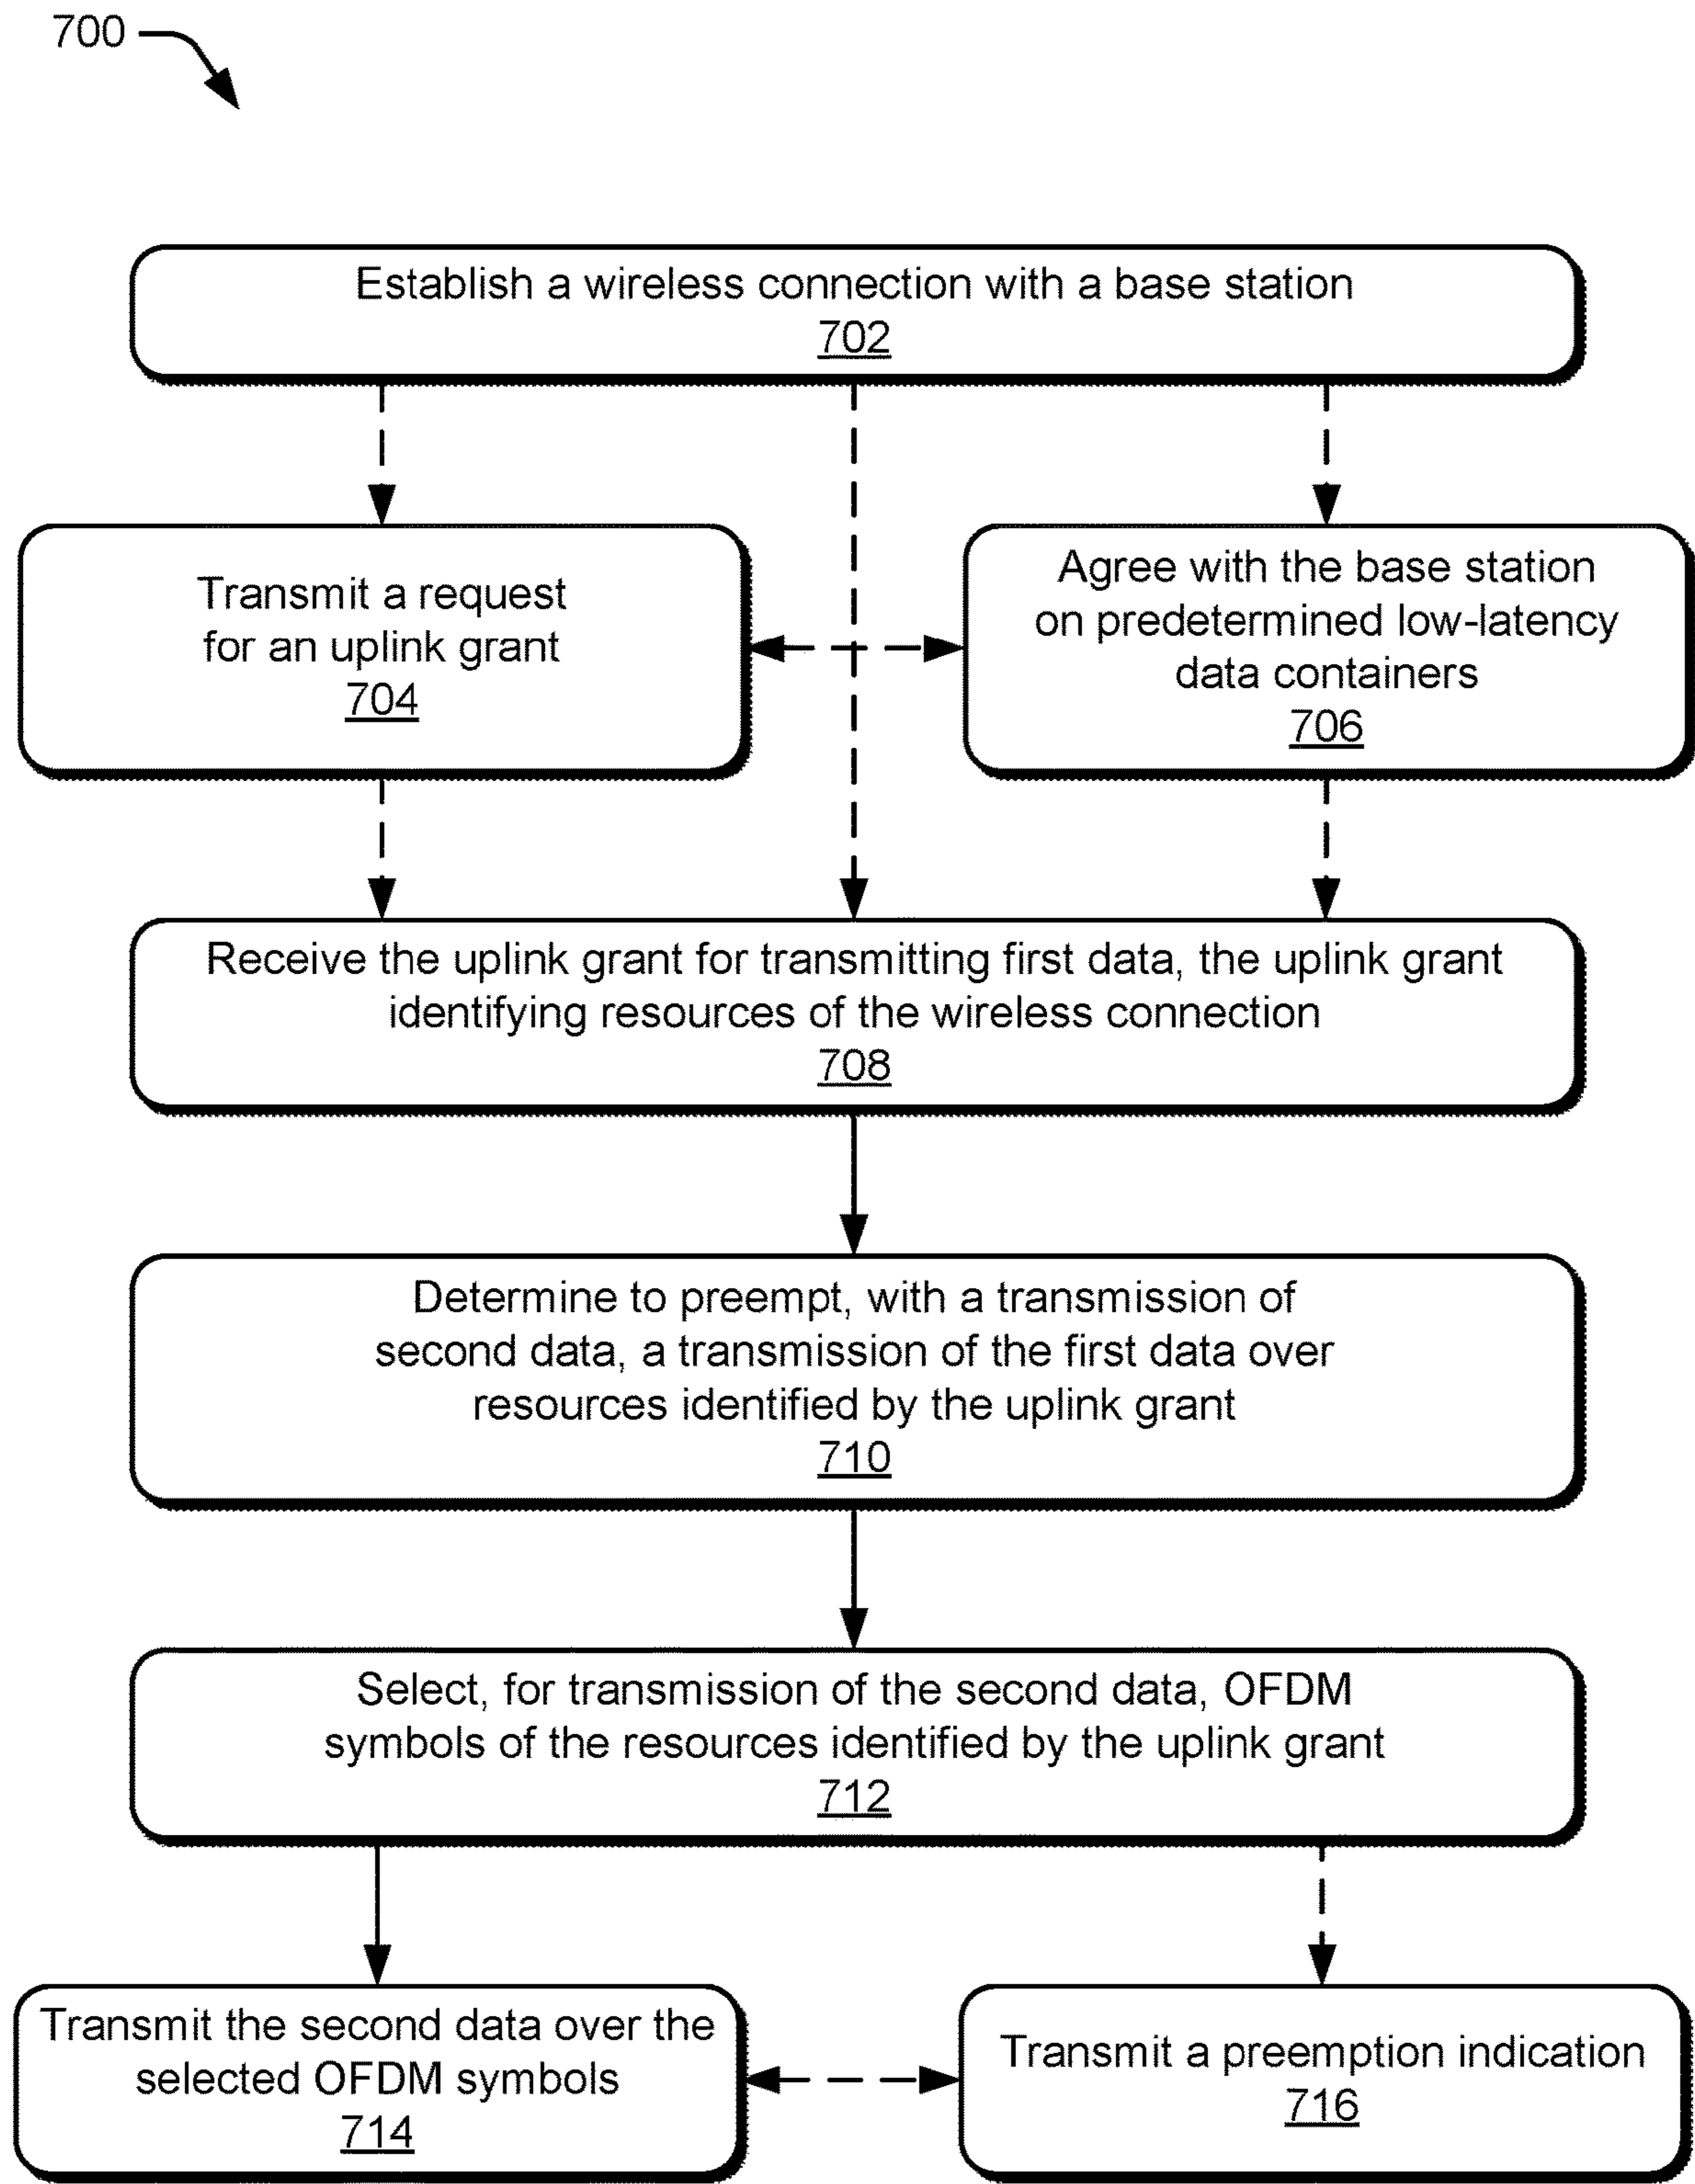 700
Establish a wireless connection with a base station
702
Transmit a request
for an uplink grant
704
Agree with the base station
on predetermined low-latency
data containers
706
Receive the uplink grant for transmitting first data, the uplink grant
identifying resources of the wireless connection
708
Determine to preempt, with a transmission of
second data, a transmission of the first data over
resources identified by the uplink grant
710
Select, for transmission of the second data, OFDM
symbols of the resources identified by the uplink grant
712
Transmit the second data over the
selected OFDM symbols
714
Transmit a preemption indication
716